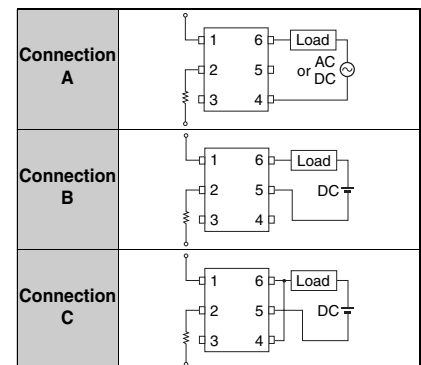 Connection
A
1 6 Load
2 5 or AC
DC
3 4
Connection
B
1 6 Load
2 5 DC
3 4
Connection
C
1 6 Load
2 5 DC
3 4